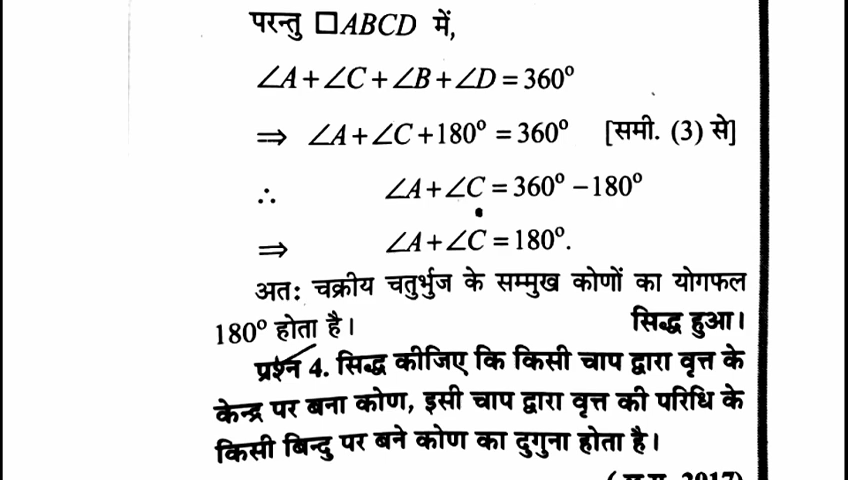 परन्तु □ABCD में,
∠A + ∠C + ∠B + ∠D = 360°
⇒ ∠A + ∠C + 180° = 360° [समी. (3) से]
∴ ∠A + ∠C = 360° − 180°
⇒ ∠A + ∠C = 180°.
अतः चक्रीय चतुर्भुज के सम्मुख कोणों का योगफल
180° होता है। सिद्ध हुआ।
प्रश्न 4. सिद्ध कीजिए कि किसी चाप द्वारा वृत्त के
केन्द्र पर बना कोण, इसी चाप द्वारा वृत्त की परिधि के
किसी बिन्दु पर बने कोण का दुगुना होता है।
2017)